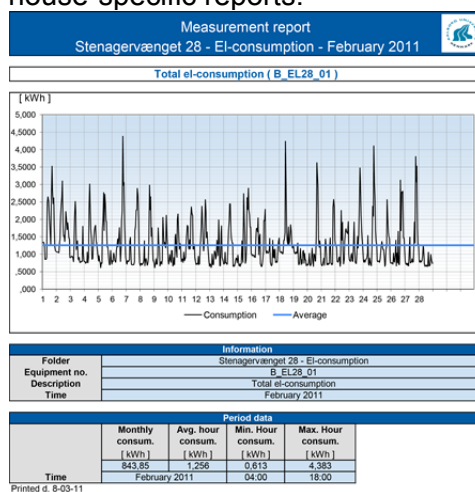 house-specific reports.
Measurement report
Stenagervænget 28 - El-consumption - February 2011
Total el-consumption ( B_EL28_01 )
[ kWh ]
5,000
4,5000
4,000
3,5000
3,000
2,5000
2,000
1,5000
1,000
,5000
,000
1 2 3 4 5 6 7 8 9 10 11 12 13 14 15 16 17 18 19 20 21 22 23 24 25 26 27 28
Consumption Average
Information
Folder Stenagervænget 28 - El-consumption
Equipment no. B_EL28_01
Description Total el-consumption
Time February 2011
Period data
Monthly Avg. hour Min. Hour Max. Hour
consum. consum. consum. consum.
[ kWh ] [ kWh ] [ kWh ] [ kWh ]
843,85 1,256 0,613 4,383
Time February 2011 04:00 18:00
Printed d. 8-03-11